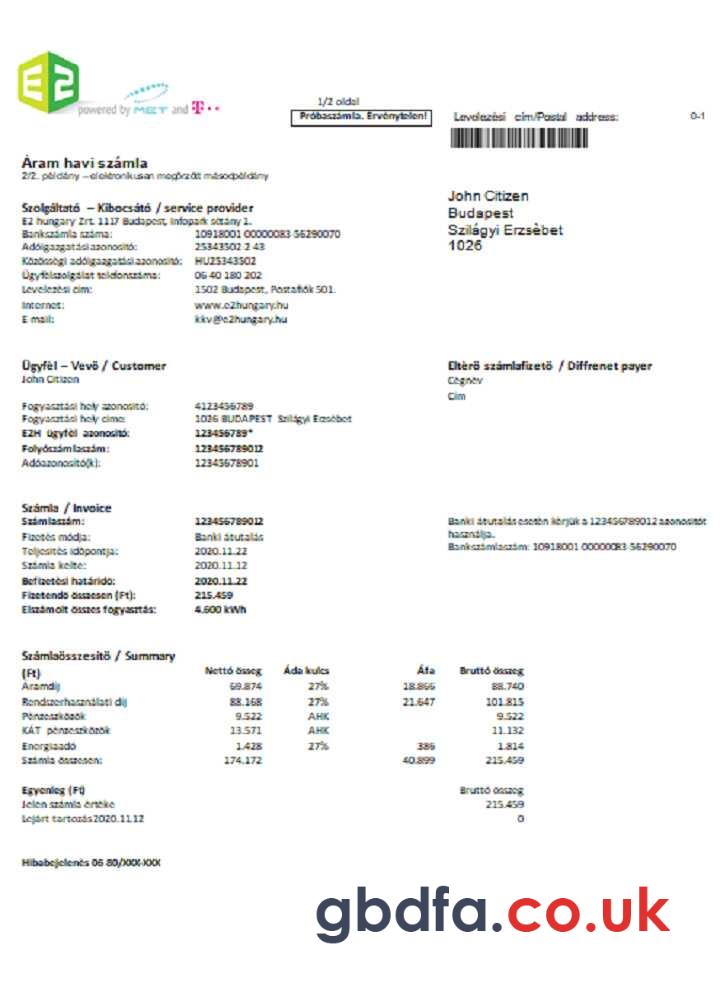 E2
powered by MET and T
1/2 oldal
Próbaszámla. Érvénytelen!
Levelezési cím/Postal address: 0-1
Áram havi számla
2/2. példány – elektronikusan megőrzött másodpéldány
John Citizen
Budapest
Szilágyi Erzsèbet
1026
Szolgáltató – Kibocsátó / service provider
E2 hungary Zrt. 1117 Budapest, Infopark sétány 1.
Bankszámla száma: 10918001 00000083 56290070
Adóigazgatási azonosító: 25343502 2 43
Közösségi adóigazgatási azonosító: HU25343502
Ügyfélszolgálat telefonszáma: 06 40 180 202
Levelezési cím: 1502 Budapest, Postafiók 501.
Internet: www.e2hungary.hu
E mail: kkv@e2hungary.hu
Ügyfèl – Vevő / Customer
John Citizen
Eltèrő számlafizető / Diffrenet payer
Cégnév
Cím
Fogyasztási hely azonosító: 4123456789
Fogyasztási hely címe: 1026 BUDAPEST Szilágyi Erzsébet
E2H ügyfél azonosító: 123456789*
Folyószámlaszám: 123456789012
Adóazonosító(k): 12345678901
Számla / Invoice
Számlaszám: 123456789012
Fizetés módja: Banki átutalás
Teljesítés időpontja: 2020.11.22
Számla kelte: 2020.11.12
Befizetési határidő: 2020.11.22
Fizetendő összesen (Ft): 215.459
Elszámolt összes fogyasztás: 4.600 kWh
Banki átutalás esetén kérjük a 123456789012 azonosítót
használja.
Bankszámlaszám: 10918001 00000083 56290070
Számlaösszesítő / Summary
(Ft) Nettó össeg Áda kulcs Áfa Bruttó összeg
Áramdíj 69.874 27% 18.866 88.740
Rendszerhasználati díj 88.168 27% 21.647 101.815
Pénzeszközök 9.522 AHK 9.522
KÁT pénzeszközök 13.571 AHK 11.132
Energiaadó 1.428 27% 386 1.814
Számla összesen: 174.172 40.899 215.459
Egyenleg (Ft) Bruttó összeg
Jelen számla értéke 215.459
Lejárt tartozás 2020.11.12 0
Hibabejelenés 06 80/XXX-XXX
gbdfa.co.uk